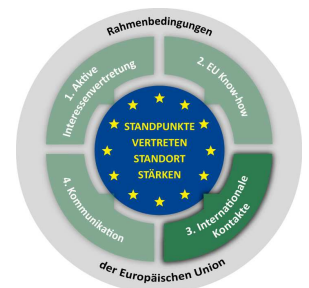 Rahmenbedingungen
1. Aktive
Interessenvertretung
2. EU Know-how
STANDPUNKTE
VERTRETEN
STANDORT
STÄRKEN
4. Kommunikation
3. Internationale
Kontakte
der Europäischen Union